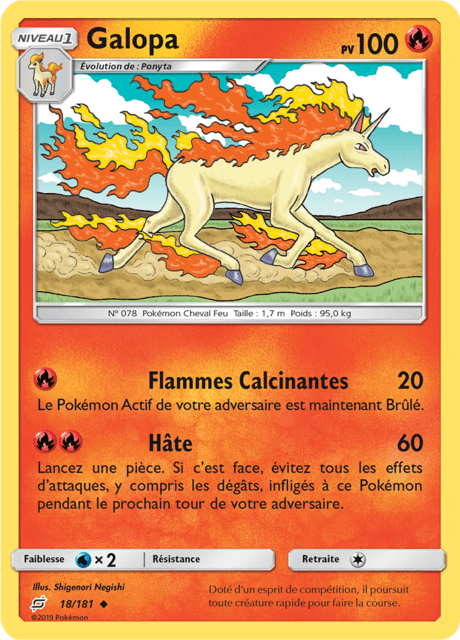 NIVEAU 1
Galopa
PV 100
Évolution de : Ponyta
N° 078 Pokémon Cheval Feu Taille : 1,7 m Poids : 95,0 kg
Flammes Calcinantes 20
Le Pokémon Actif de votre adversaire est maintenant Brûlé.
Hâte 60
Lancez une pièce. Si c'est face, évitez tous les effets
d'attaques, y compris les dégâts, infligés à ce Pokémon
pendant le prochain tour de votre adversaire.
Faiblesse × 2 Résistance Retraite
Illus. Shigenori Negishi
18/181
©2019 Pokémon
Doté d'un esprit de compétition, il poursuit
toute créature rapide pour faire la course.